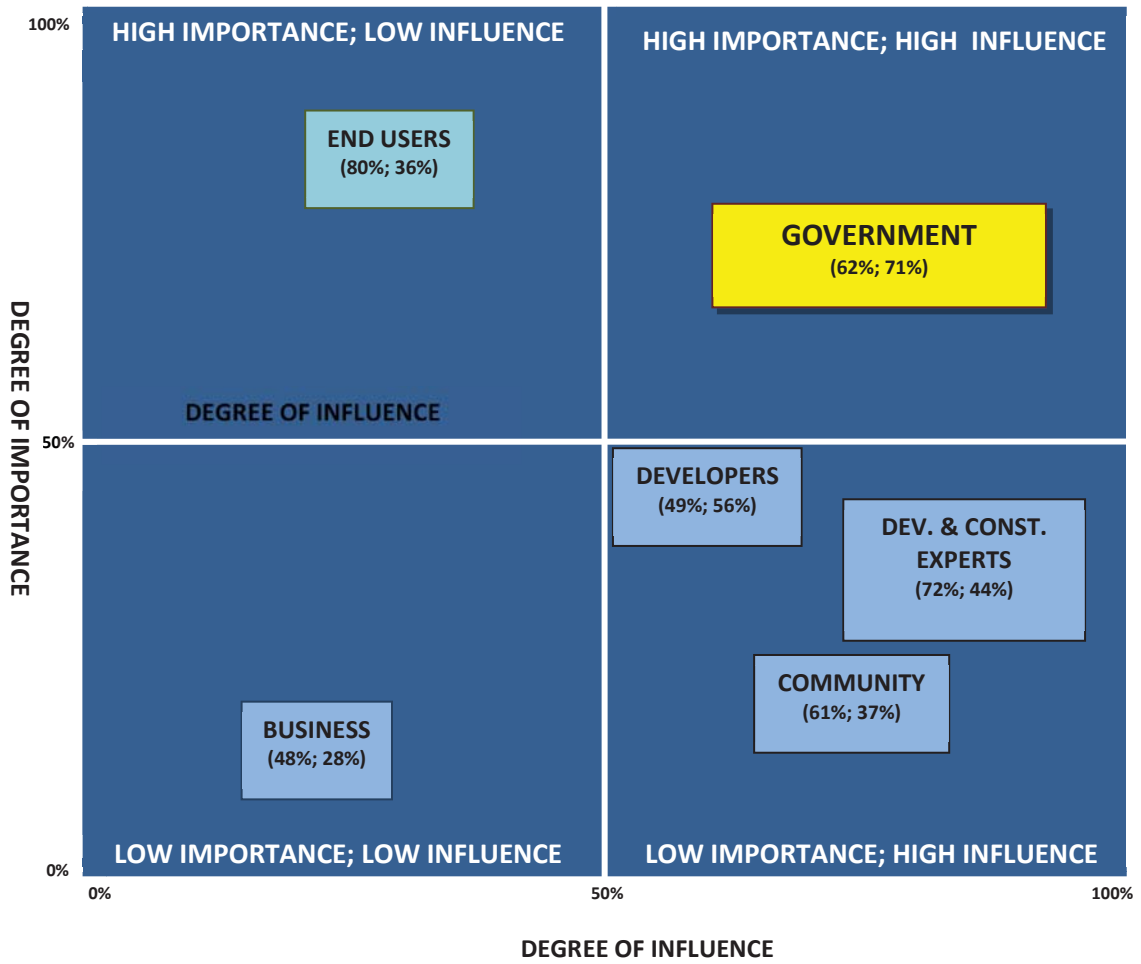 100%
HIGH IMPORTANCE; LOW INFLUENCE
HIGH IMPORTANCE; HIGH INFLUENCE
END USERS
(80%; 36%)
GOVERNMENT
(62%; 71%)
DEGREE OF IMPORTANCE
DEGREE OF INFLUENCE
50%
DEVELOPERS
(49%; 56%)
DEV. & CONST.
EXPERTS
(72%; 44%)
COMMUNITY
(61%; 37%)
BUSINESS
(48%; 28%)
LOW IMPORTANCE; LOW INFLUENCE
LOW IMPORTANCE; HIGH INFLUENCE
0%
0%
50%
100%
DEGREE OF INFLUENCE